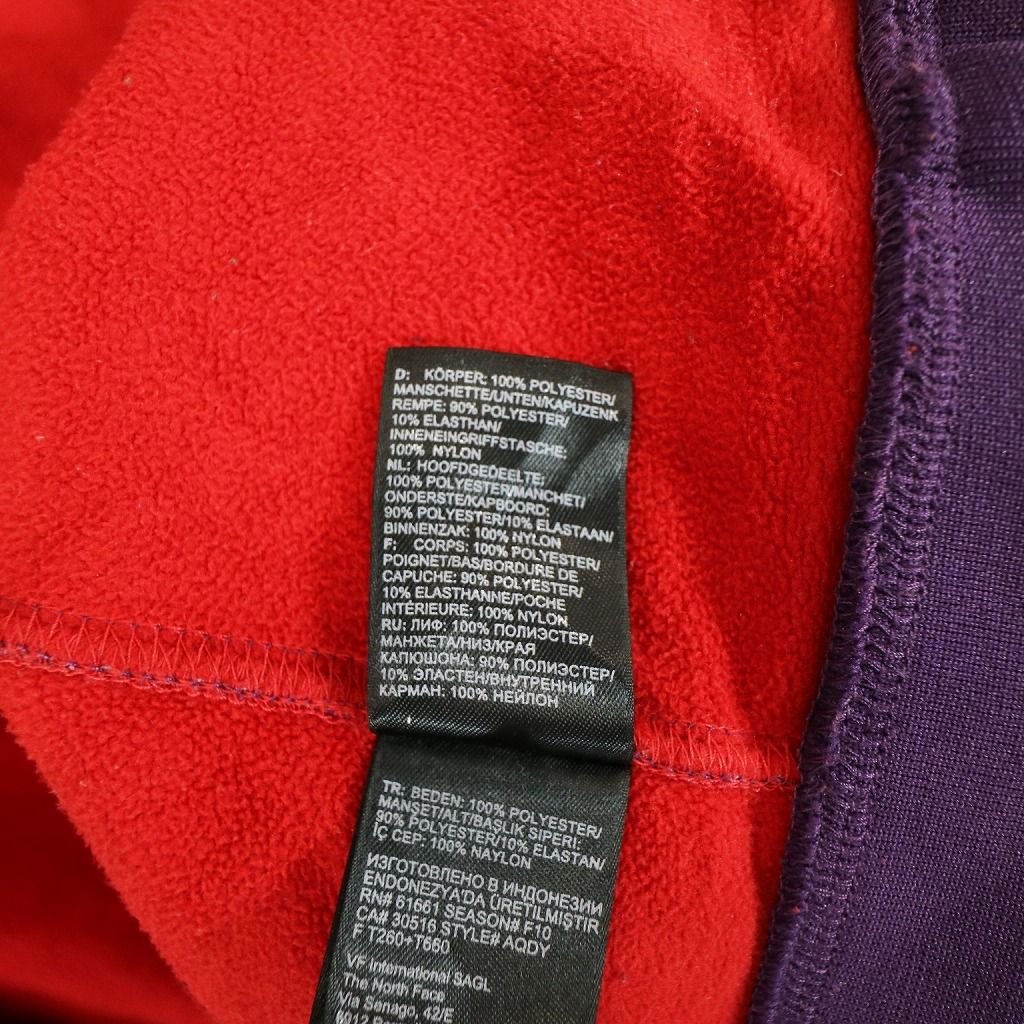 D: KÖRPER: 100% POLYESTER/
MANSCHETTE/UNTEN/KAPUZENK
REMPE: 90% POLYESTER/
10% ELASTHAN/
INNENEINGRIFFSTASCHE:
100% NYLON
NL: HOOFDGEDEELTE:
100% POLYESTER/MANCHET/
ONDERSTE/KAPBOORD:
90% POLYESTER/10% ELASTAAN/
BINNENZAK: 100% NYLON
F: CORPS: 100% POLYESTER/
POIGNET/BAS/BORDURE DE
CAPUCHE: 90% POLYESTER/
10% ELASTHANNE/POCHE
INTÉRIEURE: 100% NYLON
RU: ЛИФ: 100% ПОЛИЭСТЕР/
МАНЖЕТА/НИЗ/КРАЯ
КАПЮШОНА: 90% ПОЛИЭСТЕР/
10% ЭЛАСТЕН/ВНУТРЕННИЙ
КАРМАН: 100% НЕЙЛОН
TR: BEDEN: 100% POLYESTER/
MANSET/ALT/BAŞLIK SIPERI:
90% POLYESTER/10% ELASTAN/
İÇ CEP: 100% NAYLON
ИЗГОТОВЛЕНО В ИНДОНЕЗИИ
ENDONEZYA'DA ÜRETILMIŞTIR
RN# 61661 SEASON# F10
CA# 30516 STYLE# AQDY
F T260+T660
VF International SAGL
The North Face
Via Senago, 42/E